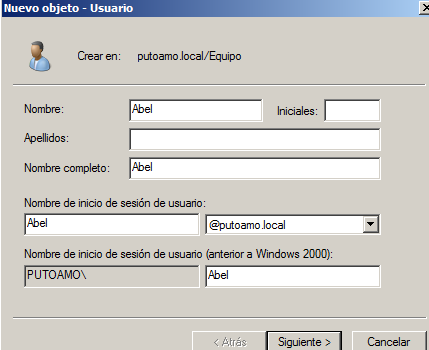 Nuevo objeto - Usuario
Crear en: putoamo.local/Equipo
Nombre: Abel Iniciales:
Apellidos:
Nombre completo: Abel
Nombre de inicio de sesión de usuario:
Abel @putoamo.local
Nombre de inicio de sesión de usuario (anterior a Windows 2000):
PUTOAMO\ Abel
< Atrás Siguiente > Cancelar